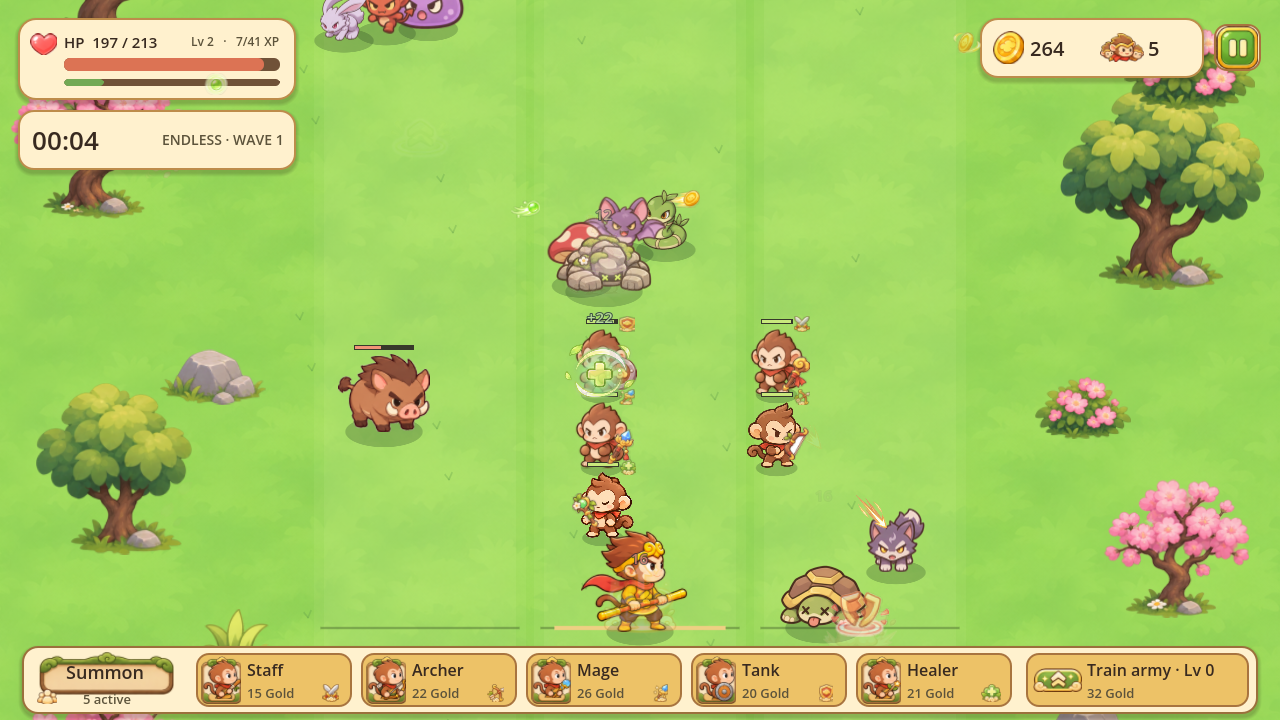 HP 197 / 213 Lv 2 · 7/41 XP
264 5
00:04 ENDLESS · WAVE 1
12
+22
18
Summon
5 active
Staff
15 Gold
Archer
22 Gold
Mage
26 Gold
Tank
20 Gold
Healer
21 Gold
Train army · Lv 0
32 Gold